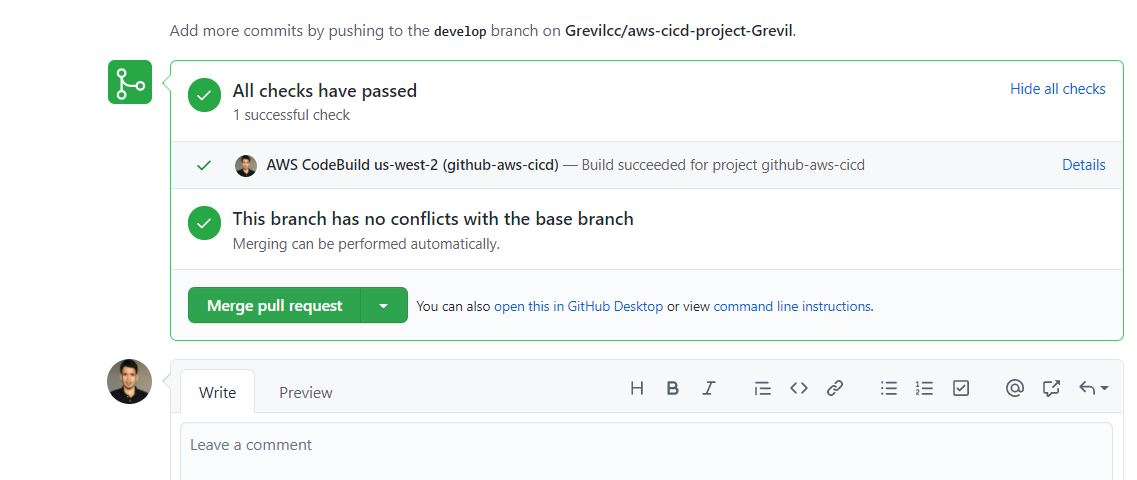 Add more commits by pushing to the develop branch on Grevilcc/aws-cicd-project-Grevil.
All checks have passed
Hide all checks
1 successful check
AWS CodeBuild us-west-2 (github-aws-cicd) — Build succeeded for project github-aws-cicd
Details
This branch has no conflicts with the base branch
Merging can be performed automatically.
Merge pull request
You can also open this in GitHub Desktop or view command line instructions.
Write
Preview
Leave a comment